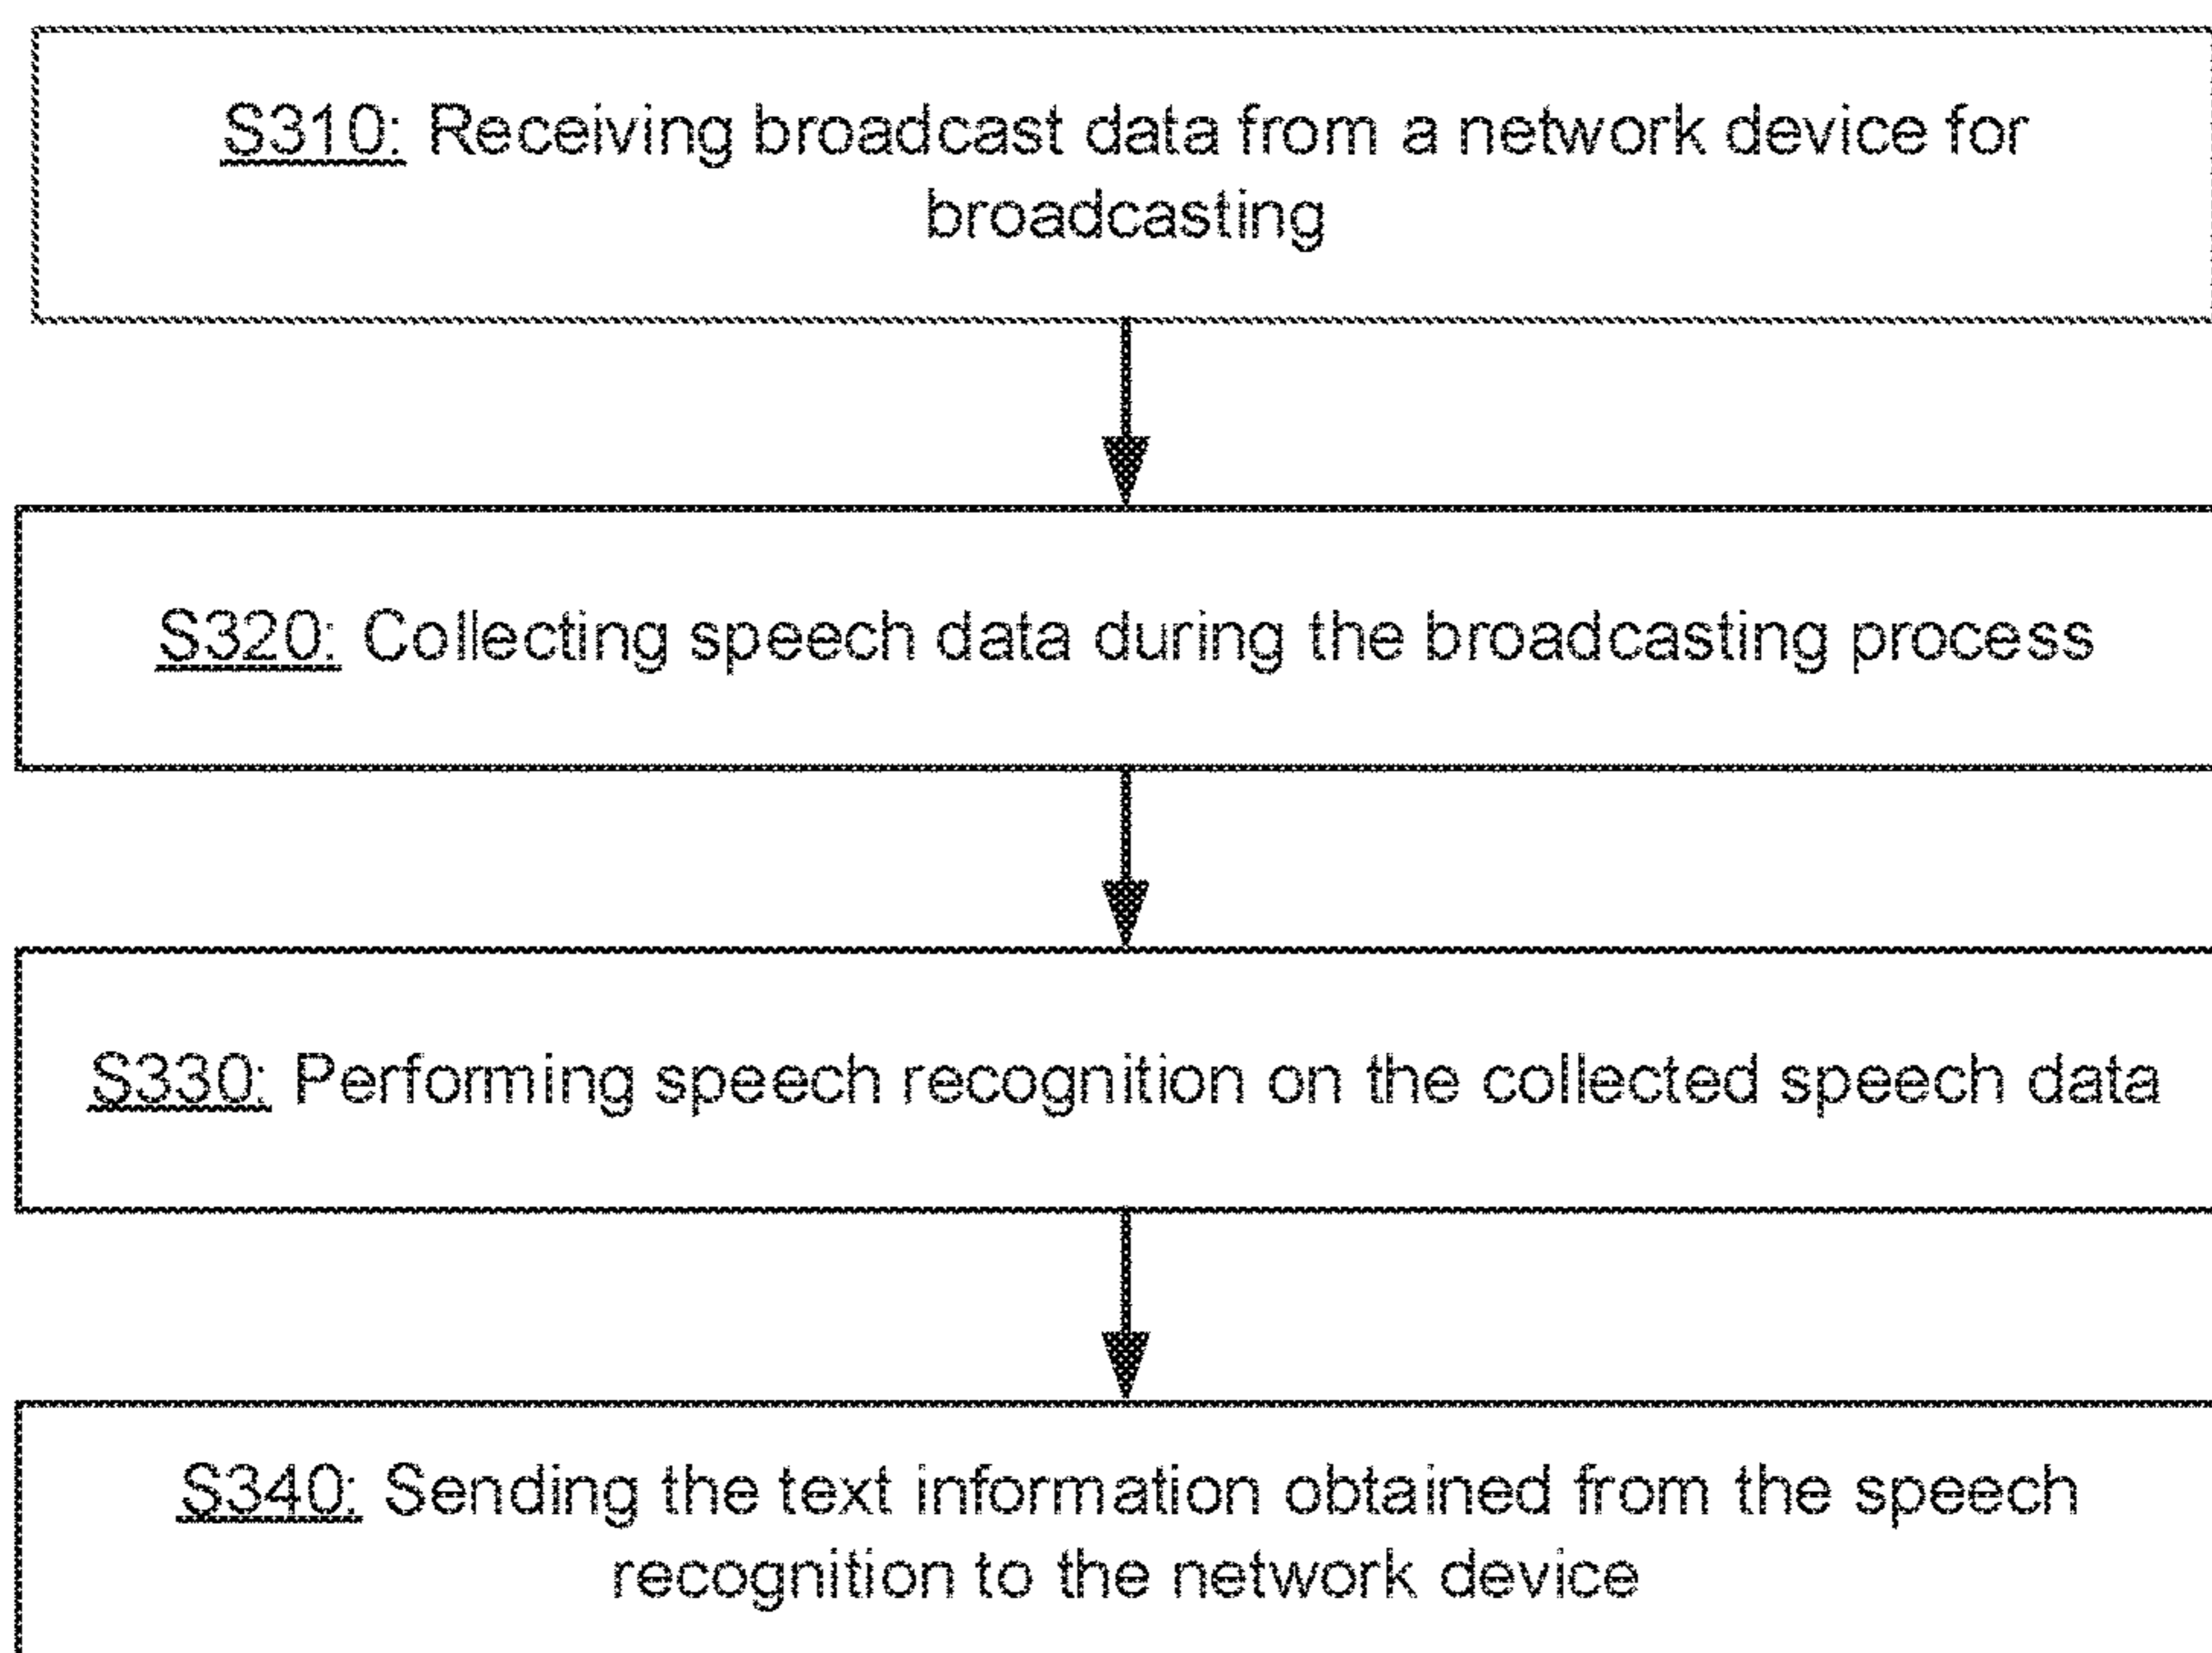 S310: Receiving broadcast data from a network device for
broadcasting
S320: Collecting speech data during the broadcasting process
S330: Performing speech recognition on the collected speech data
S340: Sending the text information obtained from the speech
recognition to the network device